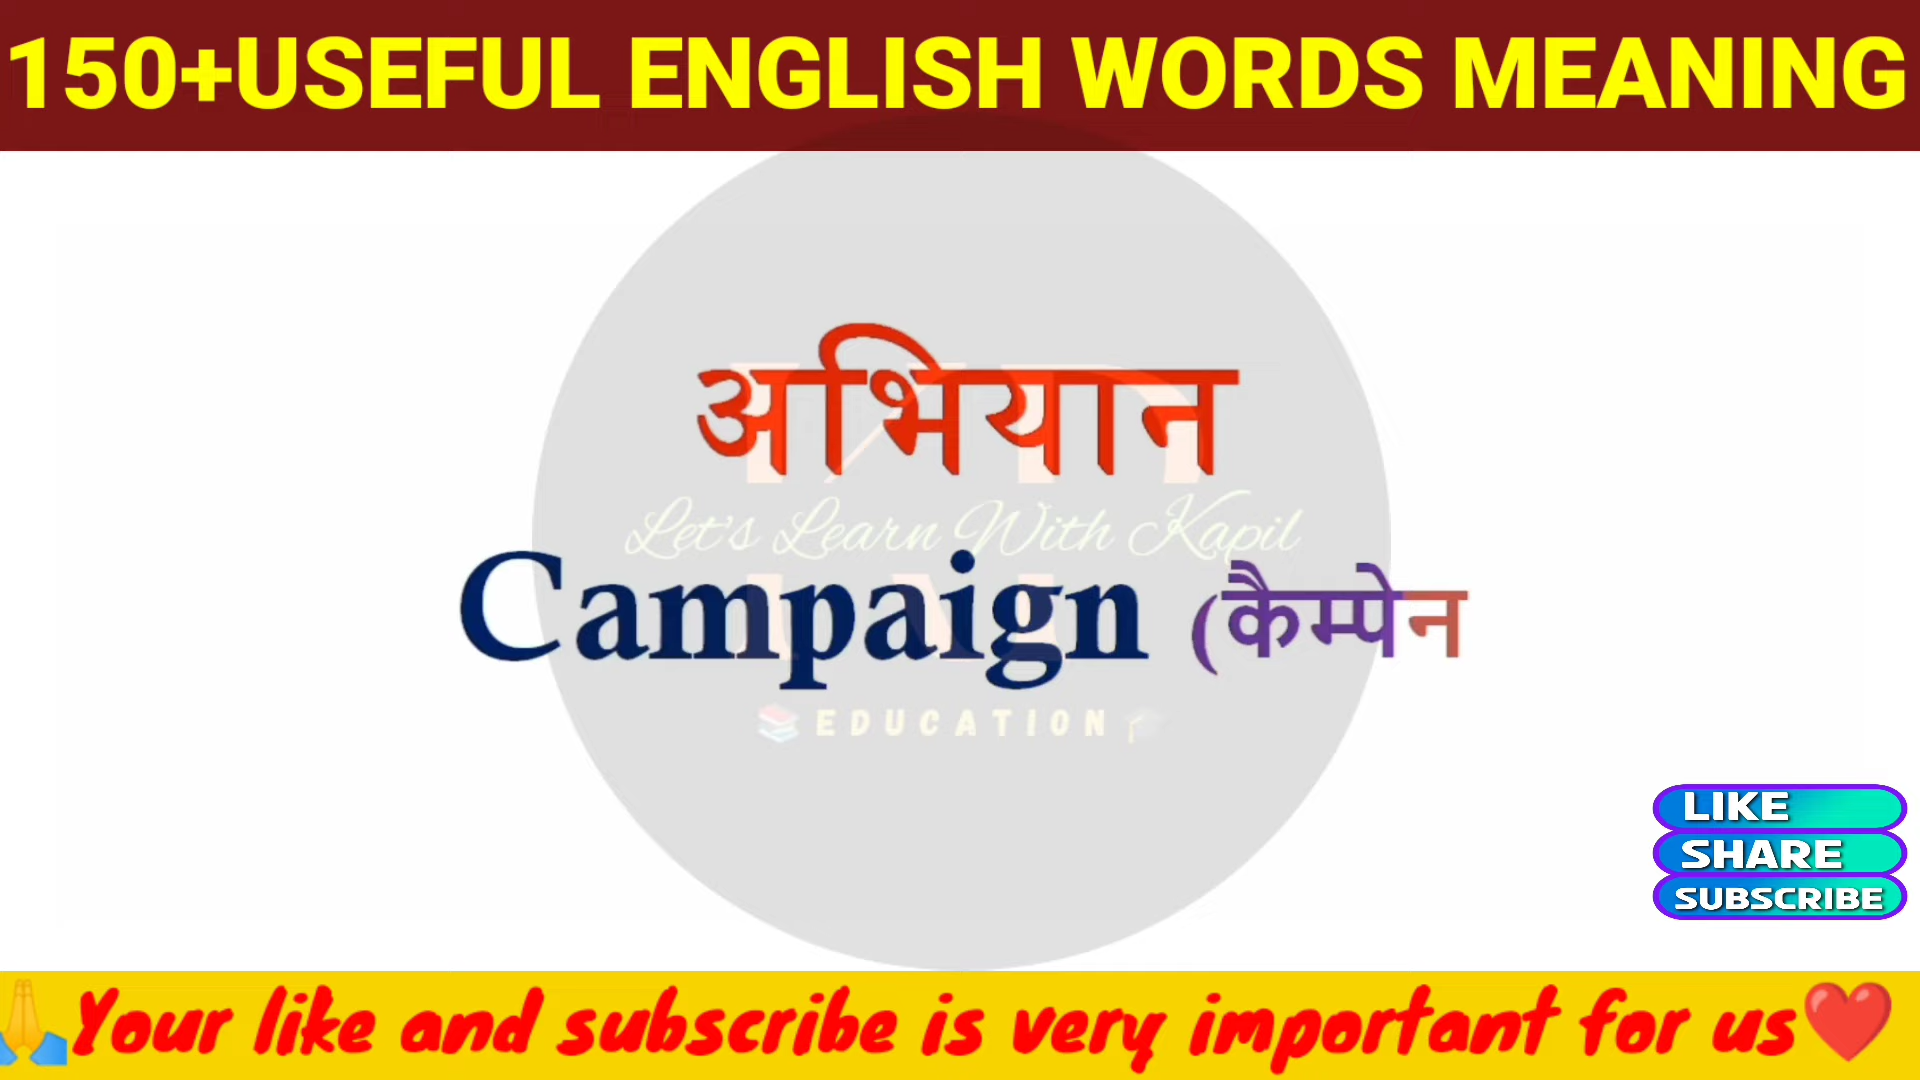 150+USEFUL ENGLISH WORDS MEANING
अभियान
Let's Learn With Kapil
Campaign (कैम्पेन
📚EDUCATION🎓
LIKE
SHARE
SUBSCRIBE
🙏Your like and subscribe is very important for us❤️